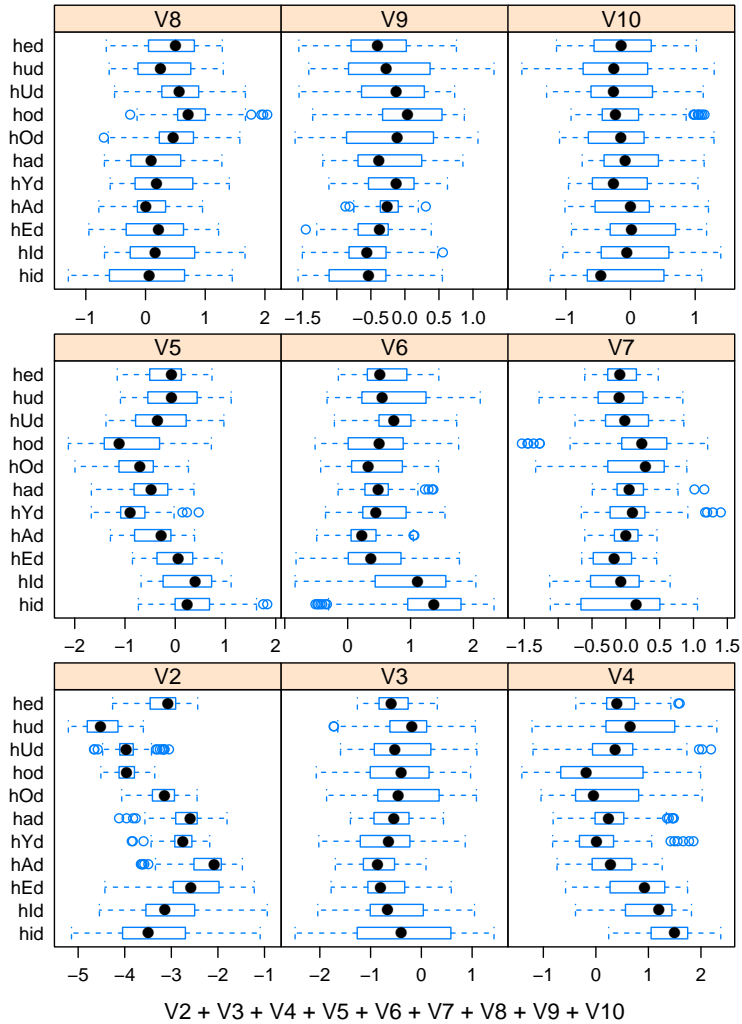 V8 V9 V10
hed
hud
hUd
hod
hOd
had
hYd
hAd
hEd
hId
hid
−1 0 1 2 −1.5 −0.5 0.0 0.5 1.0 −1 0 1
V5 V6 V7
hed
hud
hUd
hod
hOd
had
hYd
hAd
hEd
hId
hid
−2 −1 0 1 2 0 1 2 −1.5 −0.5 0.0 0.5 1.0 1.5
V2 V3 V4
hed
hud
hUd
hod
hOd
had
hYd
hAd
hEd
hId
hid
−5 −4 −3 −2 −1 −2 −1 0 1 −1 0 1 2
V2 + V3 + V4 + V5 + V6 + V7 + V8 + V9 + V10